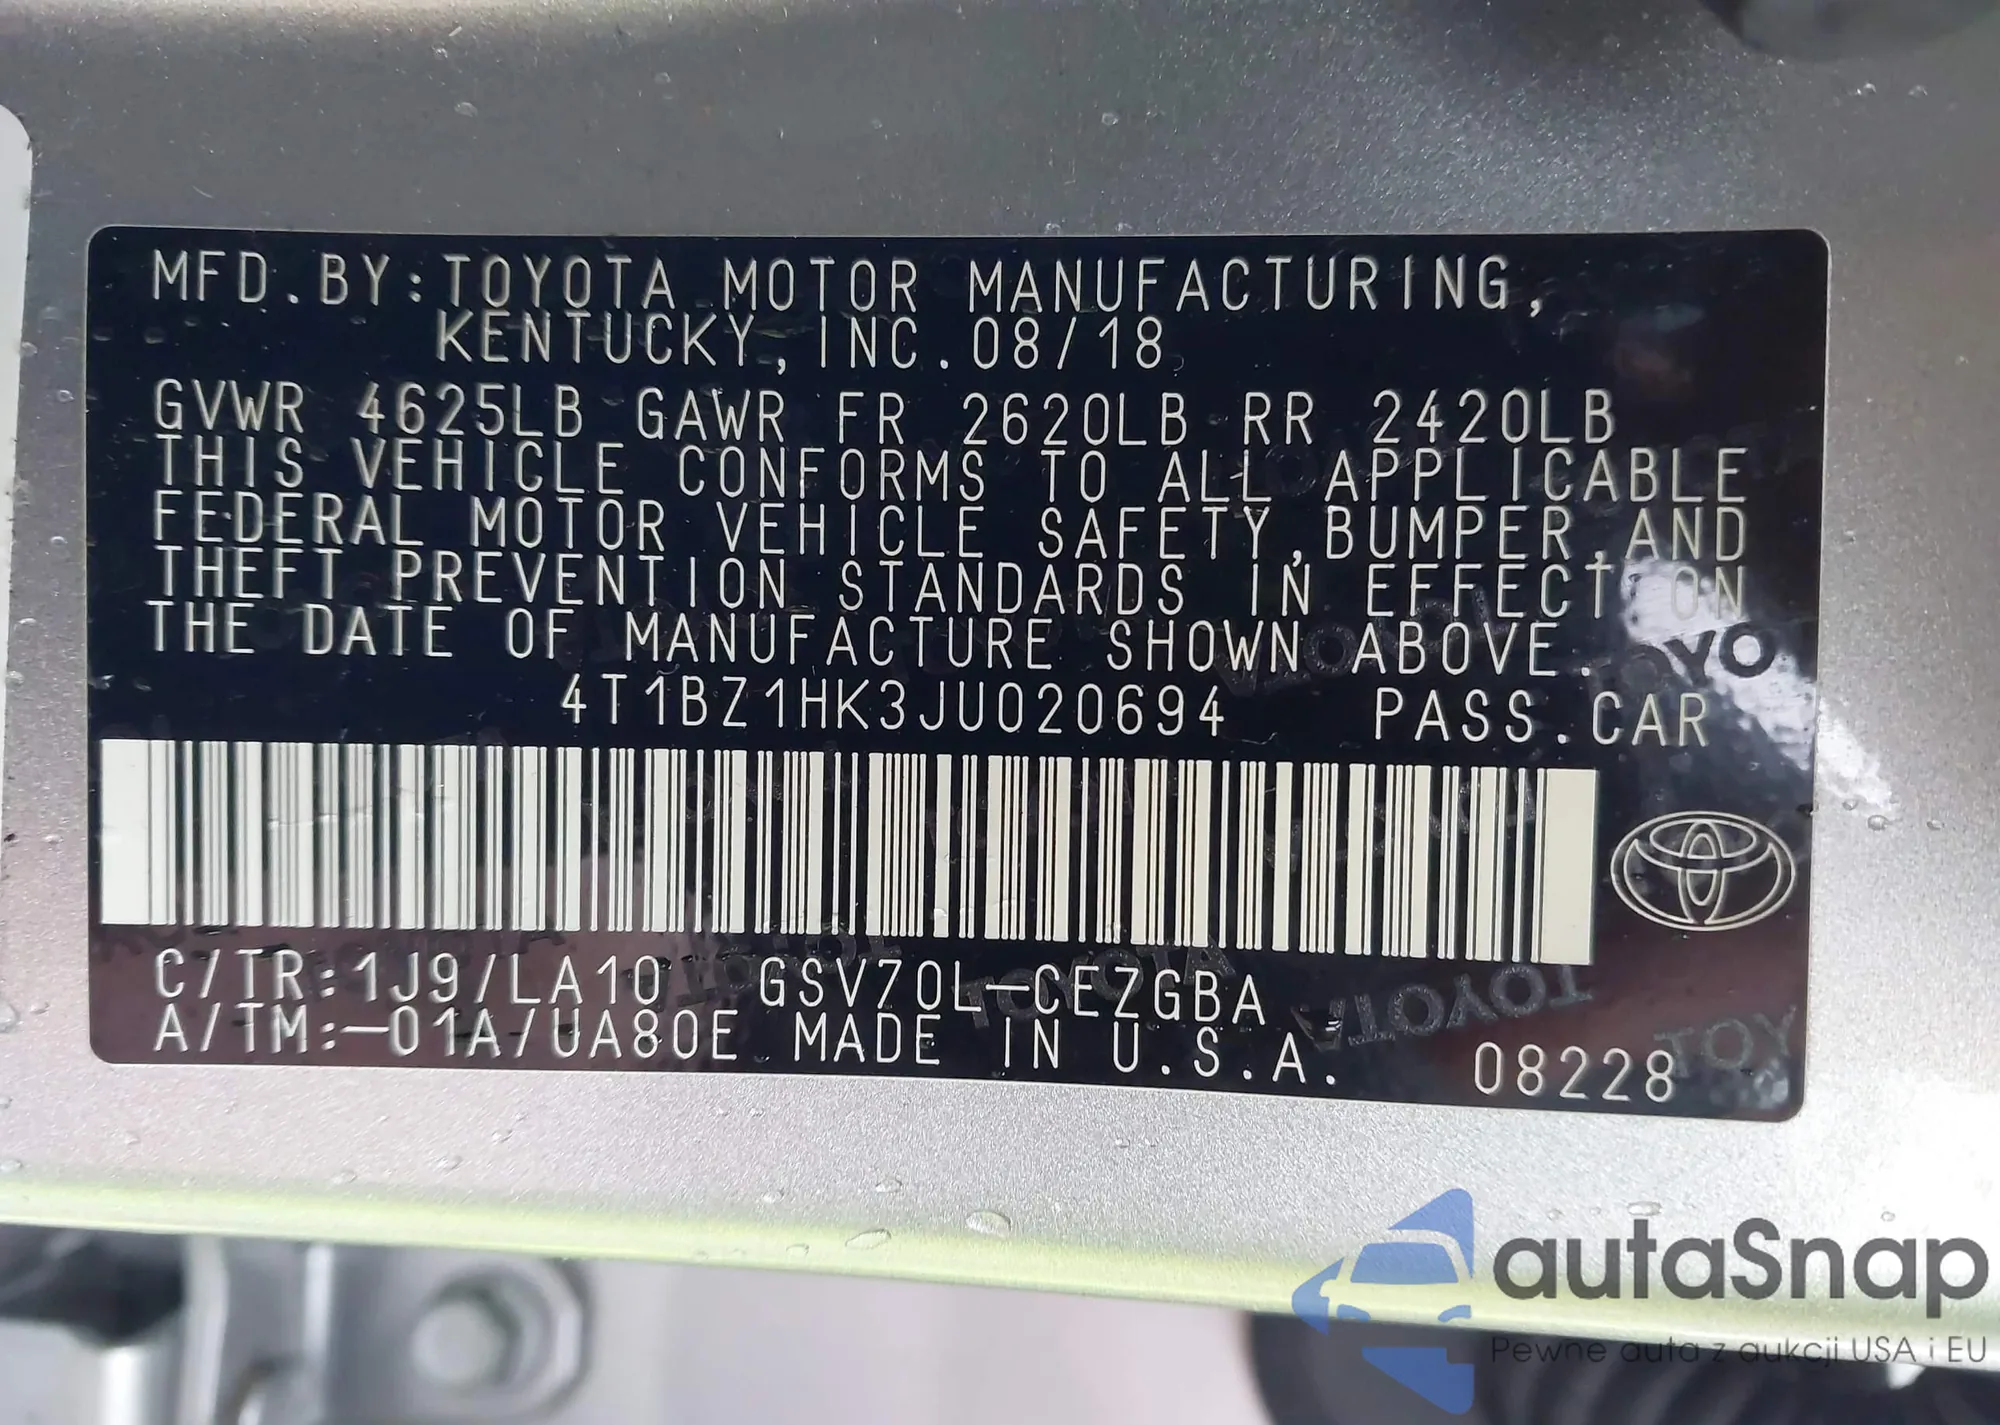 MFD.BY:TOYOTA MOTOR MANUFACTURING,
KENTUCKY,INC.08/18
GVWR 4625LB GAWR FR 2620LB RR 2420LB
THIS VEHICLE CONFORMS TO ALL APPLICABLE
FEDERAL MOTOR VEHICLE SAFETY,BUMPER,AND
THEFT PREVENTION STANDARDS IN EFFECT ON
THE DATE OF MANUFACTURE SHOWN ABOVE.
4T1BZ1HK3JU020694 PASS.CAR
C/TR:1J9/LA10 GSV70L-CEZGBA
A/TM:-01A/UA80E MADE IN U.S.A. 08228
autaSnap
Pewne auta z aukcji USA i EU